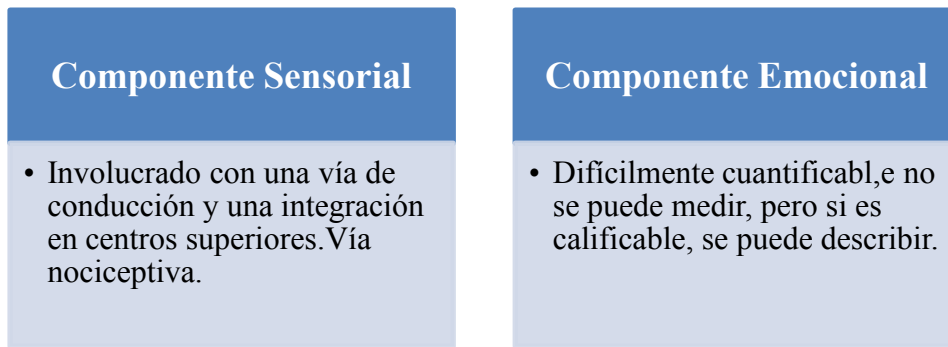 Componente Sensorial
• Involucrado con una vía de
conducción y una integración
en centros superiores.Vía
nociceptiva.
Componente Emocional
• Difícilmente cuantificabl,e no
se puede medir, pero si es
calificable, se puede describir.